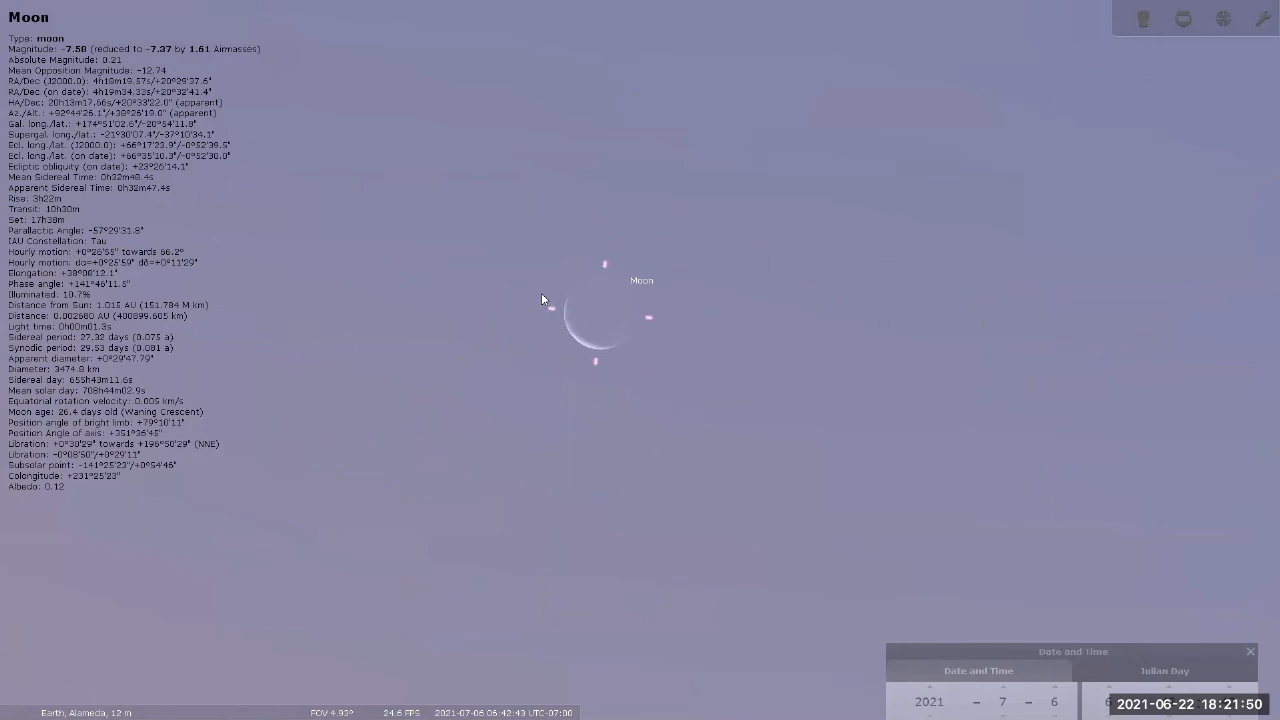 Moon
Type: moon
Magnitude: -7.58 (reduced to -7.37 by 1.61 Airmasses)
Absolute Magnitude: 0.21
Mean Opposition Magnitude: -12.74
RA/Dec (J2000.0): 4h18m19.57s/+20°29'37.6"
RA/Dec (on date): 4h19m34.33s/+20°32'41.4"
HA/Dec: 20h13m17.66s/+20°33'22.0" (apparent)
Az./Alt.: +92°44'26.1"/+38°26'19.0" (apparent)
Gal. long./lat.: +174°51'02.6"/-20°54'11.8"
Supergal. long./lat.: -21°30'07.4"/-37°10'34.1"
Ecl. long./lat. (J2000.0): +66°17'23.9"/-0°52'39.5"
Ecl. long./lat. (on date): +66°35'10.3"/-0°52'30.0"
Ecliptic obliquity (on date): +23°26'14.1"
Mean Sidereal Time: 0h32m48.4s
Apparent Sidereal Time: 0h32m47.4s
Rise: 3h22m
Transit: 10h30m
Set: 17h38m
Parallactic Angle: -57°29'31.8"
IAU Constellation: Tau
Hourly motion: +0°26'55" towards 66.2°
Hourly motion: dα=+0°25'59" dδ=+0°11'29"
Elongation: +38°08'12.1"
Phase angle: +141°46'11.5"
Illuminated: 10.7%
Distance from Sun: 1.015 AU (151.784 M km)
Distance: 0.002680 AU (400899.605 km)
Light time: 0h00m01.3s
Sidereal period: 27.32 days (0.075 a)
Synodic period: 29.53 days (0.081 a)
Apparent diameter: +0°29'47.79"
Diameter: 3474.8 km
Sidereal day: 655h43m11.6s
Mean solar day: 708h44m02.9s
Equatorial rotation velocity: 0.005 km/s
Moon age: 26.4 days old (Waning Crescent)
Position angle of bright limb: +79°10'11"
Position Angle of axis: +351°36'45"
Libration: +0°30'29" towards +196°50'29" (NNE)
Libration: -0°08'50"/+0°29'11"
Subsolar point: -141°25'23"/+0°54'46"
Colongitude: +231°25'23"
Albedo: 0.12
Moon
Date and Time
Date and Time Julian Day
2021 - 7 - 6
2021-06-22 18:21:50
Earth, Alameda, 12 m FOV 4.93° 24.6 FPS 2021-07-06 06:42:43 UTC-07:00